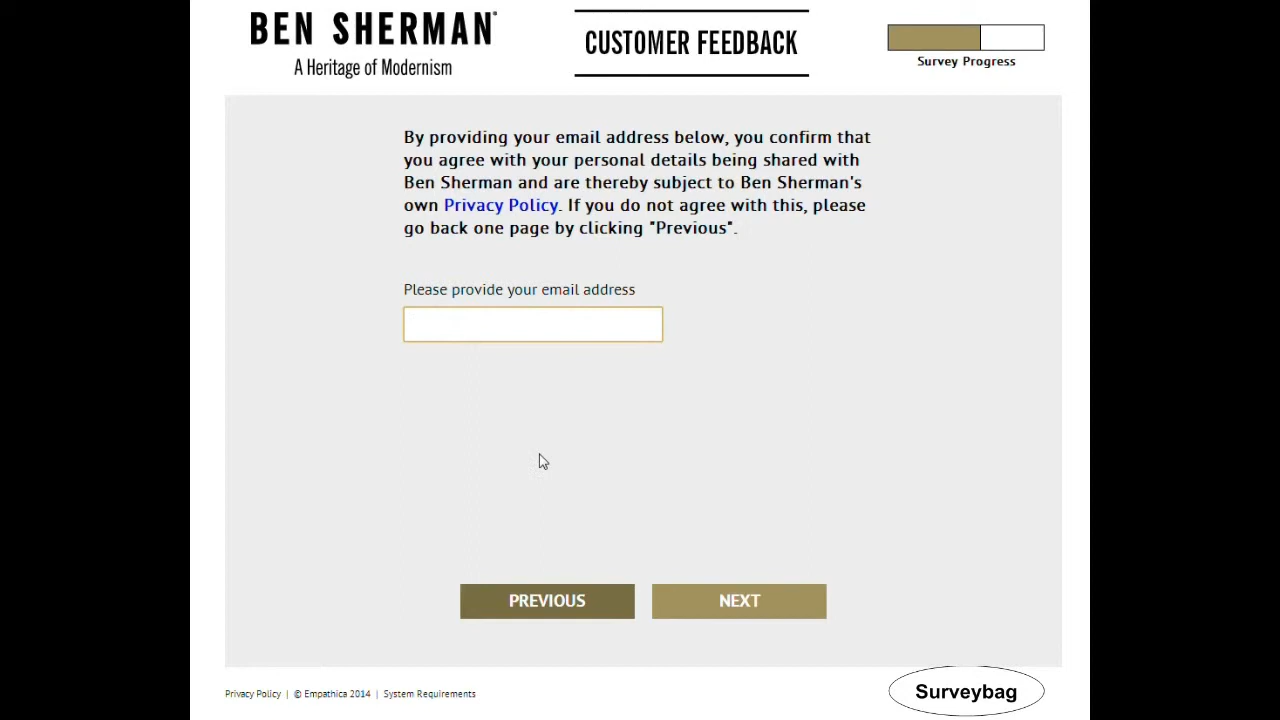 BEN SHERMAN
A Heritage of Modernism
CUSTOMER FEEDBACK
Survey Progress
By providing your email address below, you confirm that
you agree with your personal details being shared with
Ben Sherman and are thereby subject to Ben Sherman's
own Privacy Policy. If you do not agree with this, please
go back one page by clicking "Previous".
Please provide your email address
PREVIOUS
NEXT
Privacy Policy | © Empathica 2014 | System Requirements
Surveybag